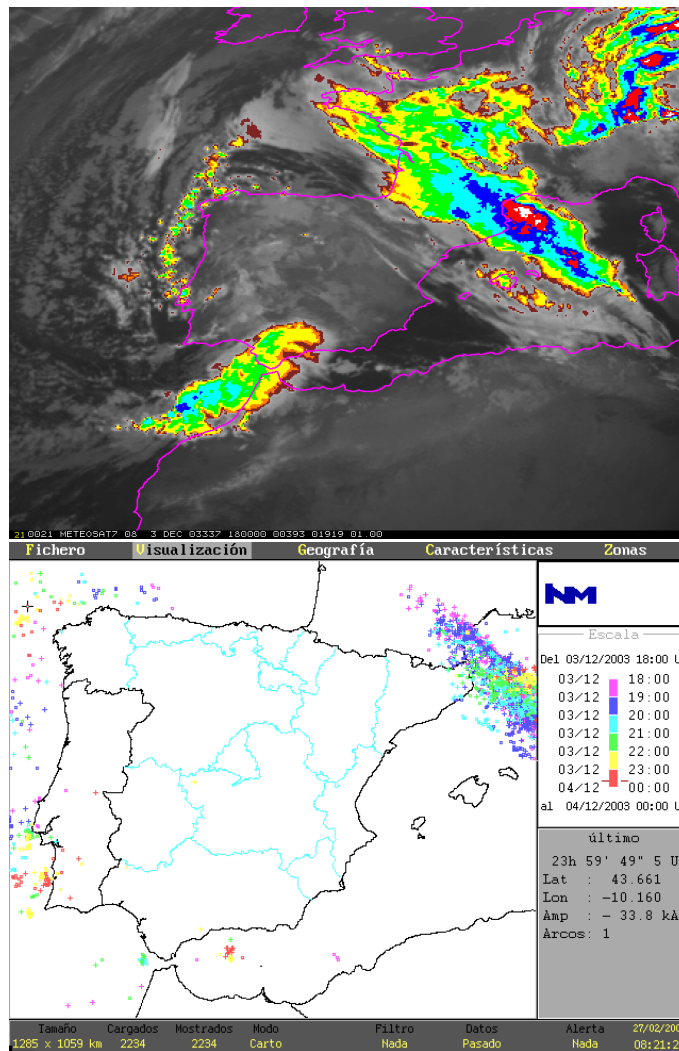 21 0021 METEOSAT7 08 3 DEC 03337 180000 00393 01919 01.00
Fichero Visualización Geografía Características Zonas
INM
Escala
Del 03/12/2003 18:00 U
03/12 18:00
03/12 19:00
03/12 20:00
03/12 21:00
03/12 22:00
03/12 23:00
04/12 00:00
al 04/12/2003 00:00 U
último
23h 59' 49" 5 U
Lat : 43.661
Lon : -10.160
Amp : - 33.8 kA
Arcos: 1
Tamaño Cargados Mostrados Modo Filtro Datos Alerta 27/02/200
1285 x 1059 km 2234 2234 Carto Nada Pasado Nada 08:21:2